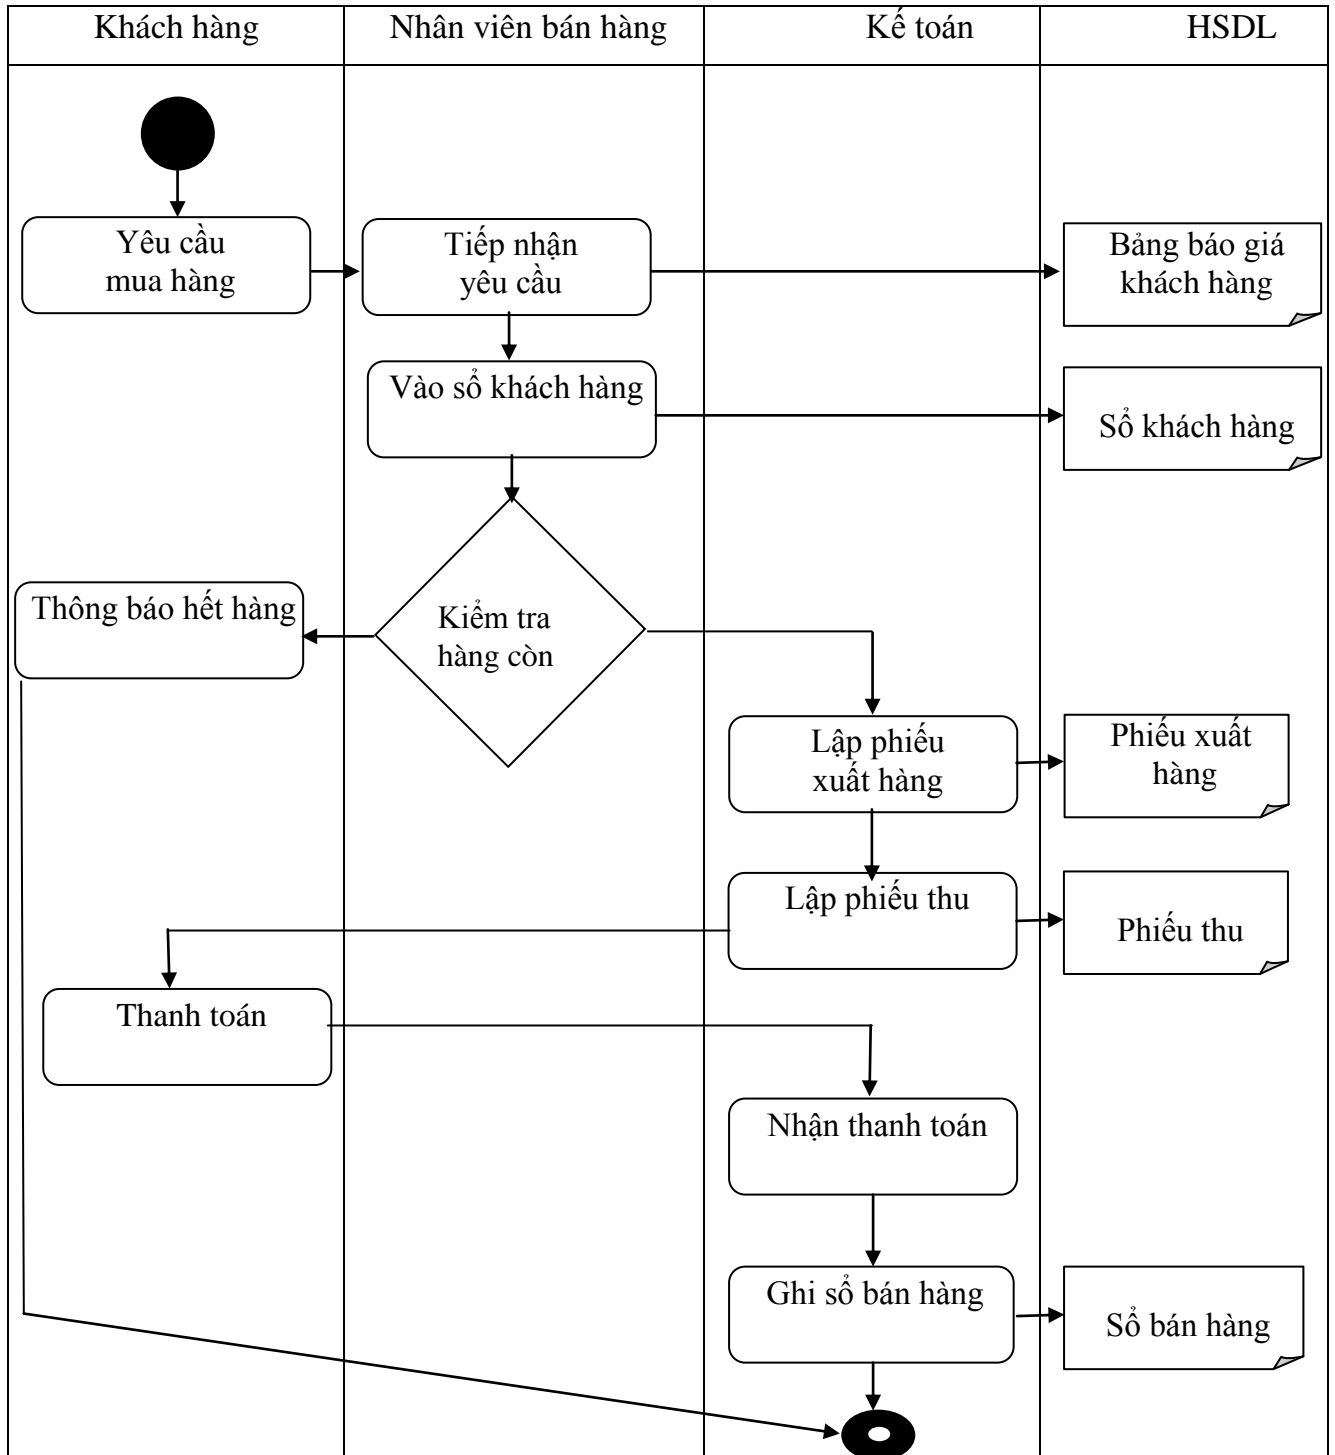 Khách hàng
Nhân viên bán hàng
Kế toán
HSDL
Yêu cầu
mua hàng
Tiếp nhận
yêu cầu
Bảng báo giá
khách hàng
Vào sổ khách hàng
Sổ khách hàng
Thông báo hết hàng
Kiểm tra
hàng còn
Lập phiếu
xuất hàng
Phiếu xuất
hàng
Lập phiếu thu
Phiếu thu
Thanh toán
Nhận thanh toán
Ghi sổ bán hàng
Sổ bán hàng